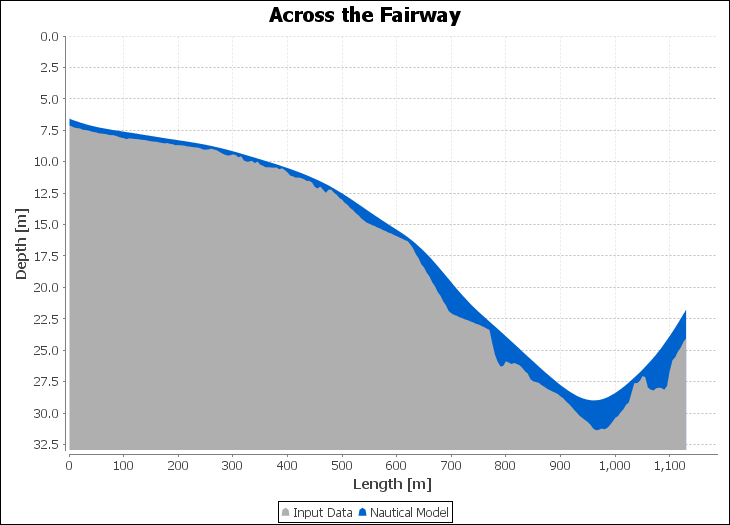 Across the Fairway
Depth [m]
0.0
2.5
5.0
7.5
10.0
12.5
15.0
17.5
20.0
22.5
25.0
27.5
30.0
32.5
0 100 200 300 400 500 600 700 800 900 1,000 1,100
Length [m]
Input Data Nautical Model